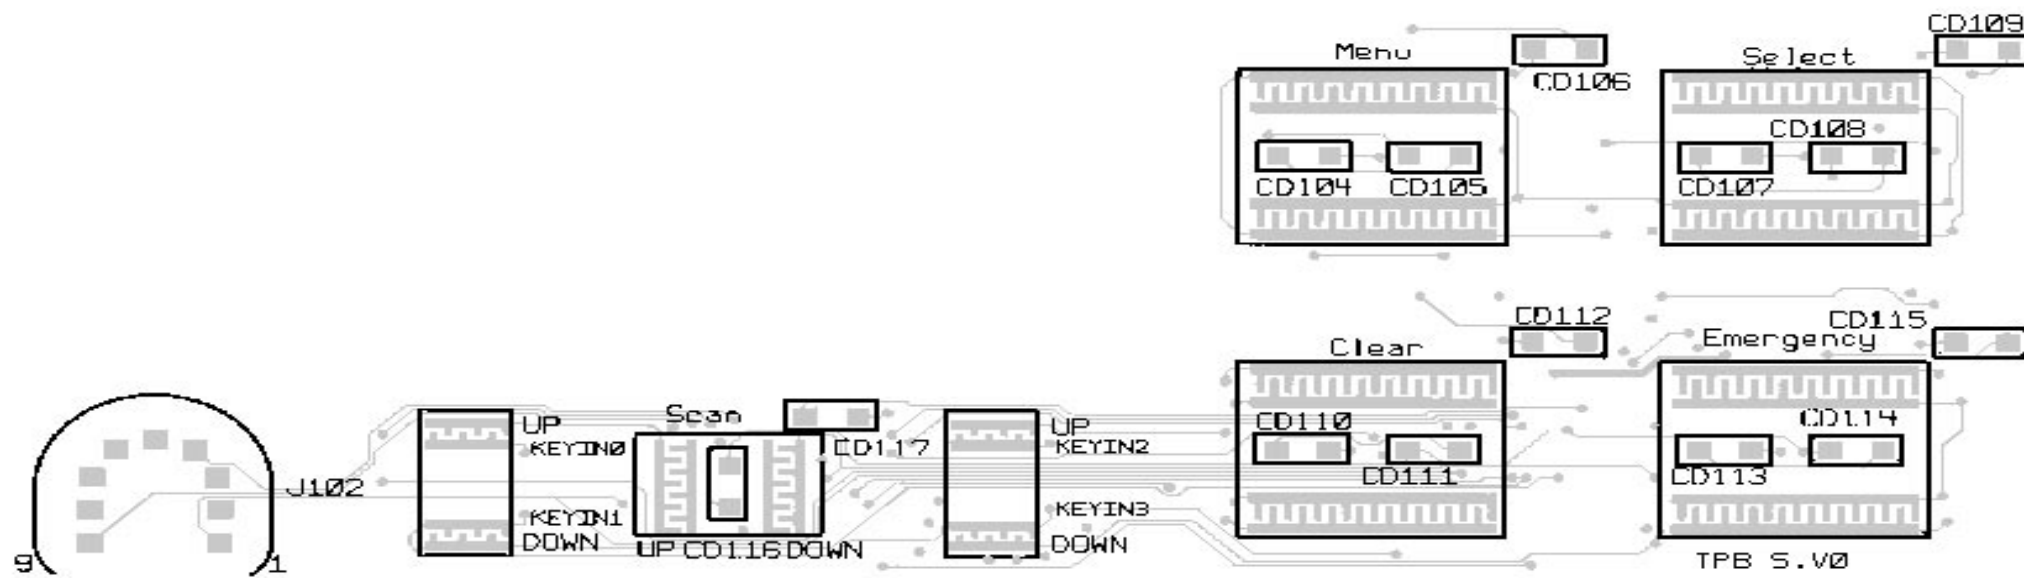 CD109
Menu
Select
CD106
CD108
CD104
CD105
CD107
CD112
CD115
Clear
Emergency
Scan
UP
UP
CD110
CD114
KEYIN0
CD117
KEYIN2
CD111
CD113
J102
KEYIN1
KEYIN3
DOWN
UP CD116 DOWN
DOWN
9
1
TPB S.V0